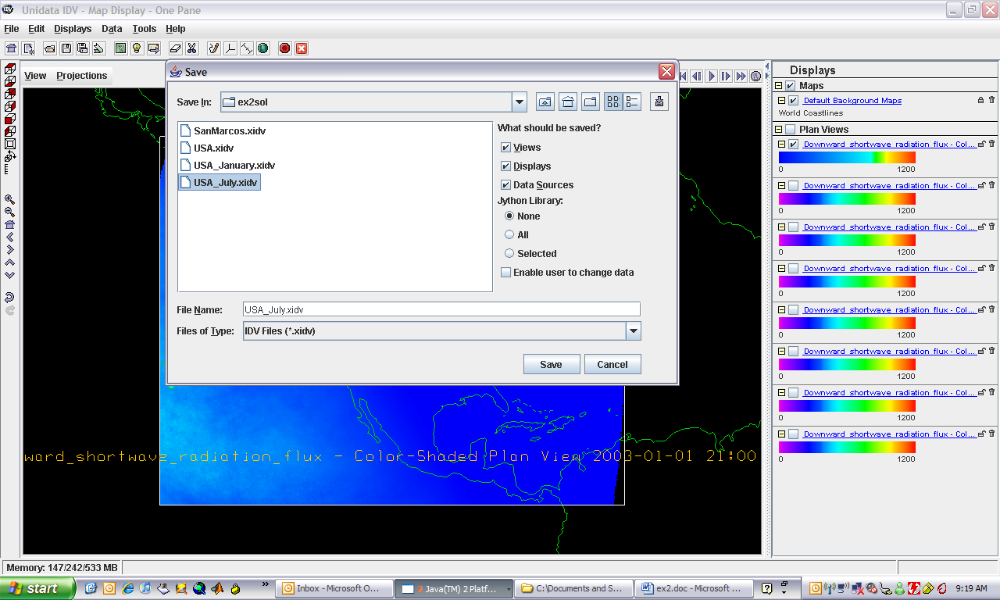 Unidata IDV - Map Display - One Pane
File Edit Displays Data Tools Help
View Projections
Save
Save In: ex2sol
SanMarcos.xidv
USA.xidv
USA_January.xidv
USA_July.xidv
What should be saved?
Views
Displays
Data Sources
Jython Library:
None
All
Selected
Enable user to change data
File Name: USA_July.xidv
Files of Type: IDV Files (*.xidv)
Save Cancel
ward_shortwave_radiation_flux - Color-Shaded Plan View 2003-01-01 21:00
Displays
Maps
Default Background Maps
World Coastlines
Plan Views
Downward_shortwave_radiation_flux - Col...
0 1200
Downward_shortwave_radiation_flux - Col...
0 1200
Downward_shortwave_radiation_flux - Col...
0 1200
Downward_shortwave_radiation_flux - Col...
0 1200
Downward_shortwave_radiation_flux - Col...
0 1200
Downward_shortwave_radiation_flux - Col...
0 1200
Downward_shortwave_radiation_flux - Col...
0 1200
Downward_shortwave_radiation_flux - Col...
0 1200
Memory: 147/242/533 MB
start
Inbox - Microsoft O...
2 Java(TM) 2 Platf...
C:\Documents and S...
ex2.doc - Microsoft ...
9:15 AM